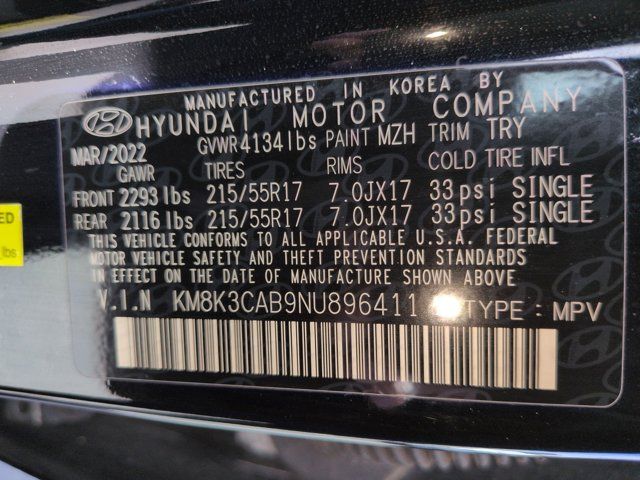 MANUFACTURED IN KOREA BY
HYUNDAI MOTOR COMPANY
MAR/2022 GVWR 4134lbs PAINT MZH TRIM TRY
GAWR TIRES RIMS COLD TIRE INFL
FRONT 2293 lbs 215/55R17 7.0JX17 33 psi SINGLE
REAR 2116 lbs 215/55R17 7.0JX17 33 psi SINGLE
THIS VEHICLE CONFORMS TO ALL APPLICABLE U.S.A. FEDERAL
MOTOR VEHICLE SAFETY AND THEFT PREVENTION STANDARDS
IN EFFECT ON THE DATE OF MANUFACTURE SHOWN ABOVE.
V.I.N KM8K3CAB9NU896411 TYPE: MPV
lbs